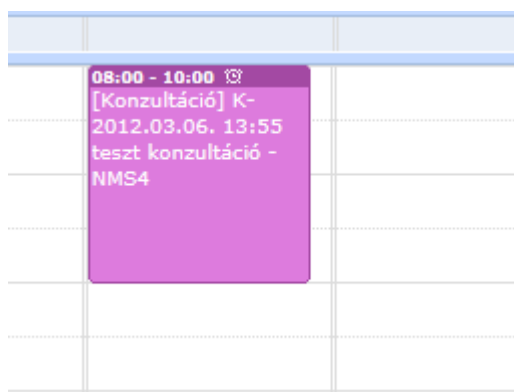 08:00 - 10:00
[Konzultáció] K-
2012.03.06. 13:55
teszt konzultáció -
NMS4